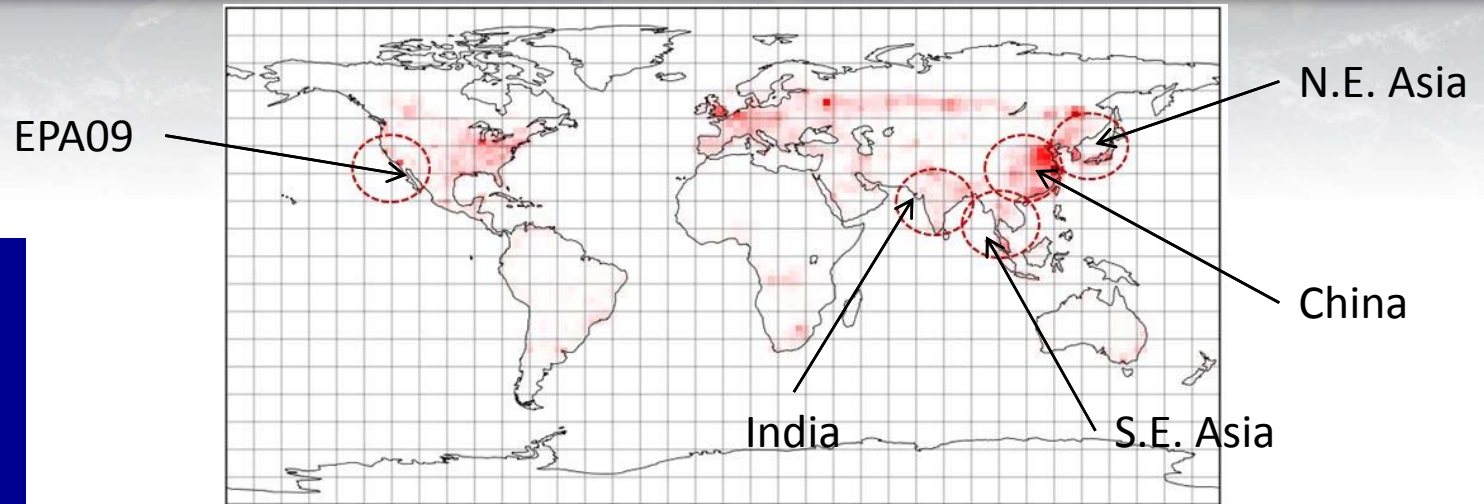 N.E. Asia
EPA09
China
India
S.E. Asia